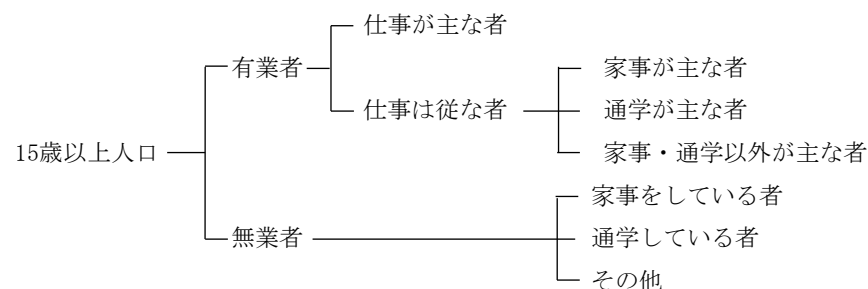 仕事が主な者
有業者
家事が主な者
仕事は従な者
通学が主な者
15歳以上人口
家事・通学以外が主な者
家事をしている者
無業者
通学している者
その他